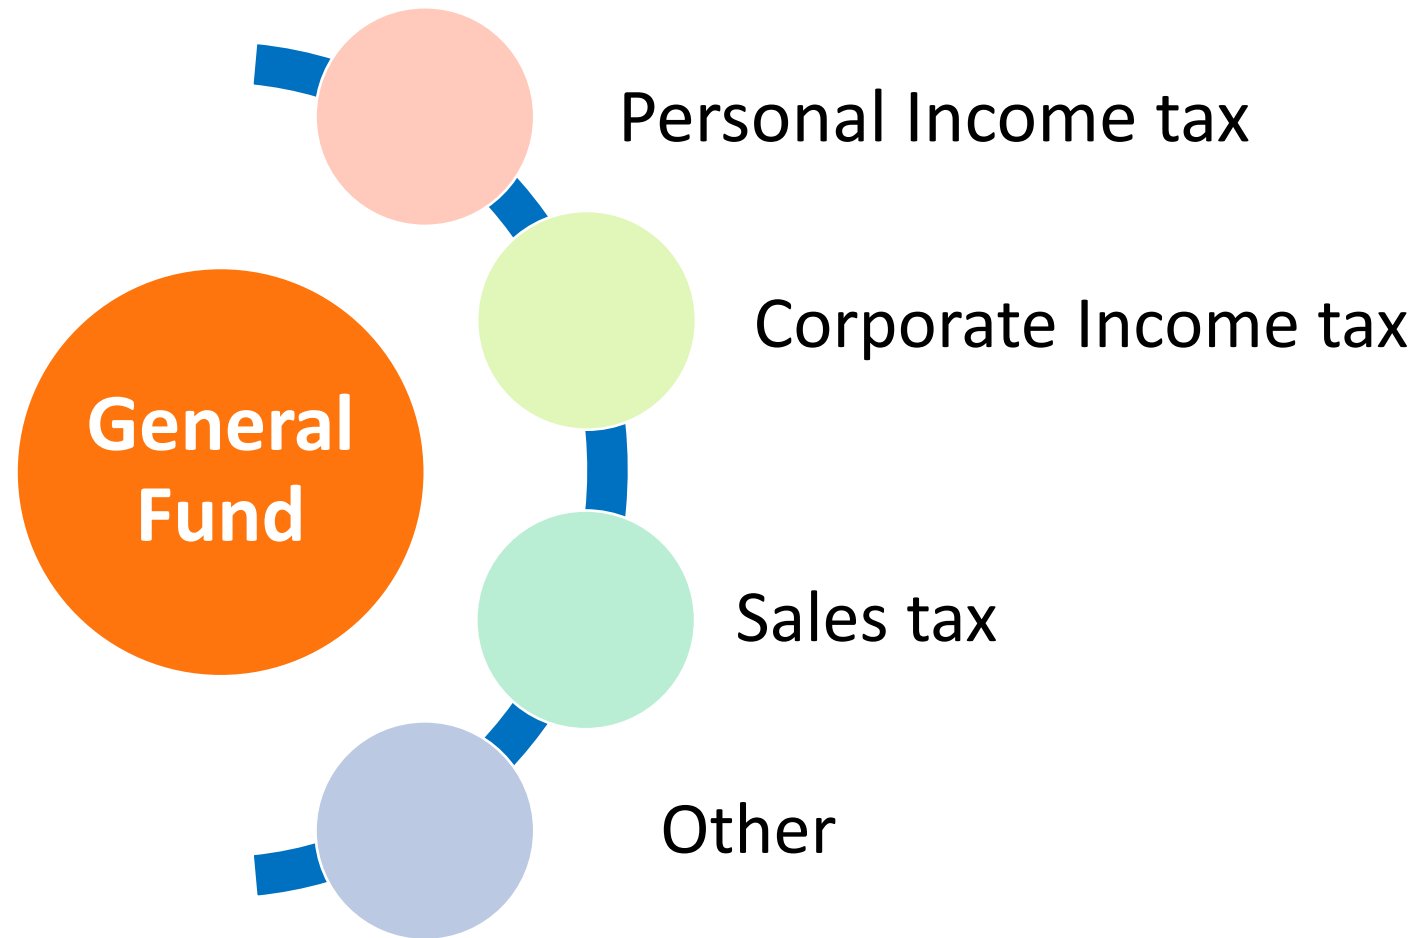 Personal Income tax
Corporate Income tax
General
Fund
Sales tax
Other